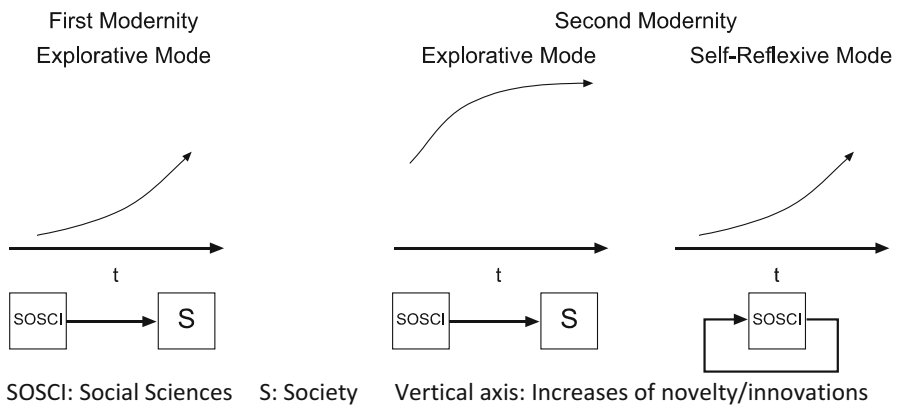 First Modernity
Second Modernity
Explorative Mode
Explorative Mode
Self-Reflexive Mode
t
t
t
SOSCI
S
SOSCI
S
SOSCI
SOSCI: Social Sciences S: Society Vertical axis: Increases of novelty/innovations